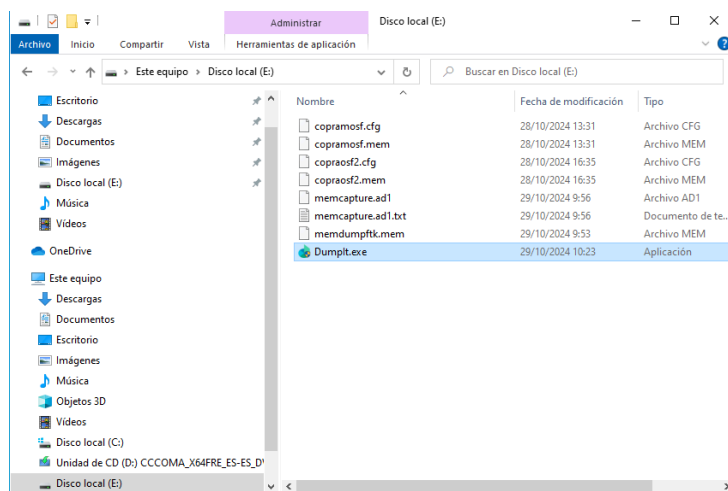 Administrar
Disco local (E:)
Archivo
Inicio
Compartir
Vista
Herramientas de aplicación
Este equipo
Disco local (E:)
Buscar en Disco local (E:)
Escritorio
Descargas
Documentos
Imágenes
Disco local (E:)
Música
Vídeos
OneDrive
Este equipo
Descargas
Documentos
Escritorio
Imágenes
Música
Objetos 3D
Vídeos
Disco local (C:)
Unidad de CD (D:) CCCOMA_X64FRE_ES-ES_D
Disco local (E:)
Nombre Fecha de modificación Tipo
copramosf.cfg 28/10/2024 13:31 Archivo CFG
copramosf.mem 28/10/2024 13:31 Archivo MEM
copraosf2.cfg 28/10/2024 16:35 Archivo CFG
copraosf2.mem 28/10/2024 16:35 Archivo MEM
memcapture.ad1 29/10/2024 9:56 Archivo AD1
memcapture.ad1.txt 29/10/2024 9:56 Documento de te...
memdumpftk.mem 29/10/2024 9:53 Archivo MEM
DumpIt.exe 29/10/2024 10:23 Aplicación